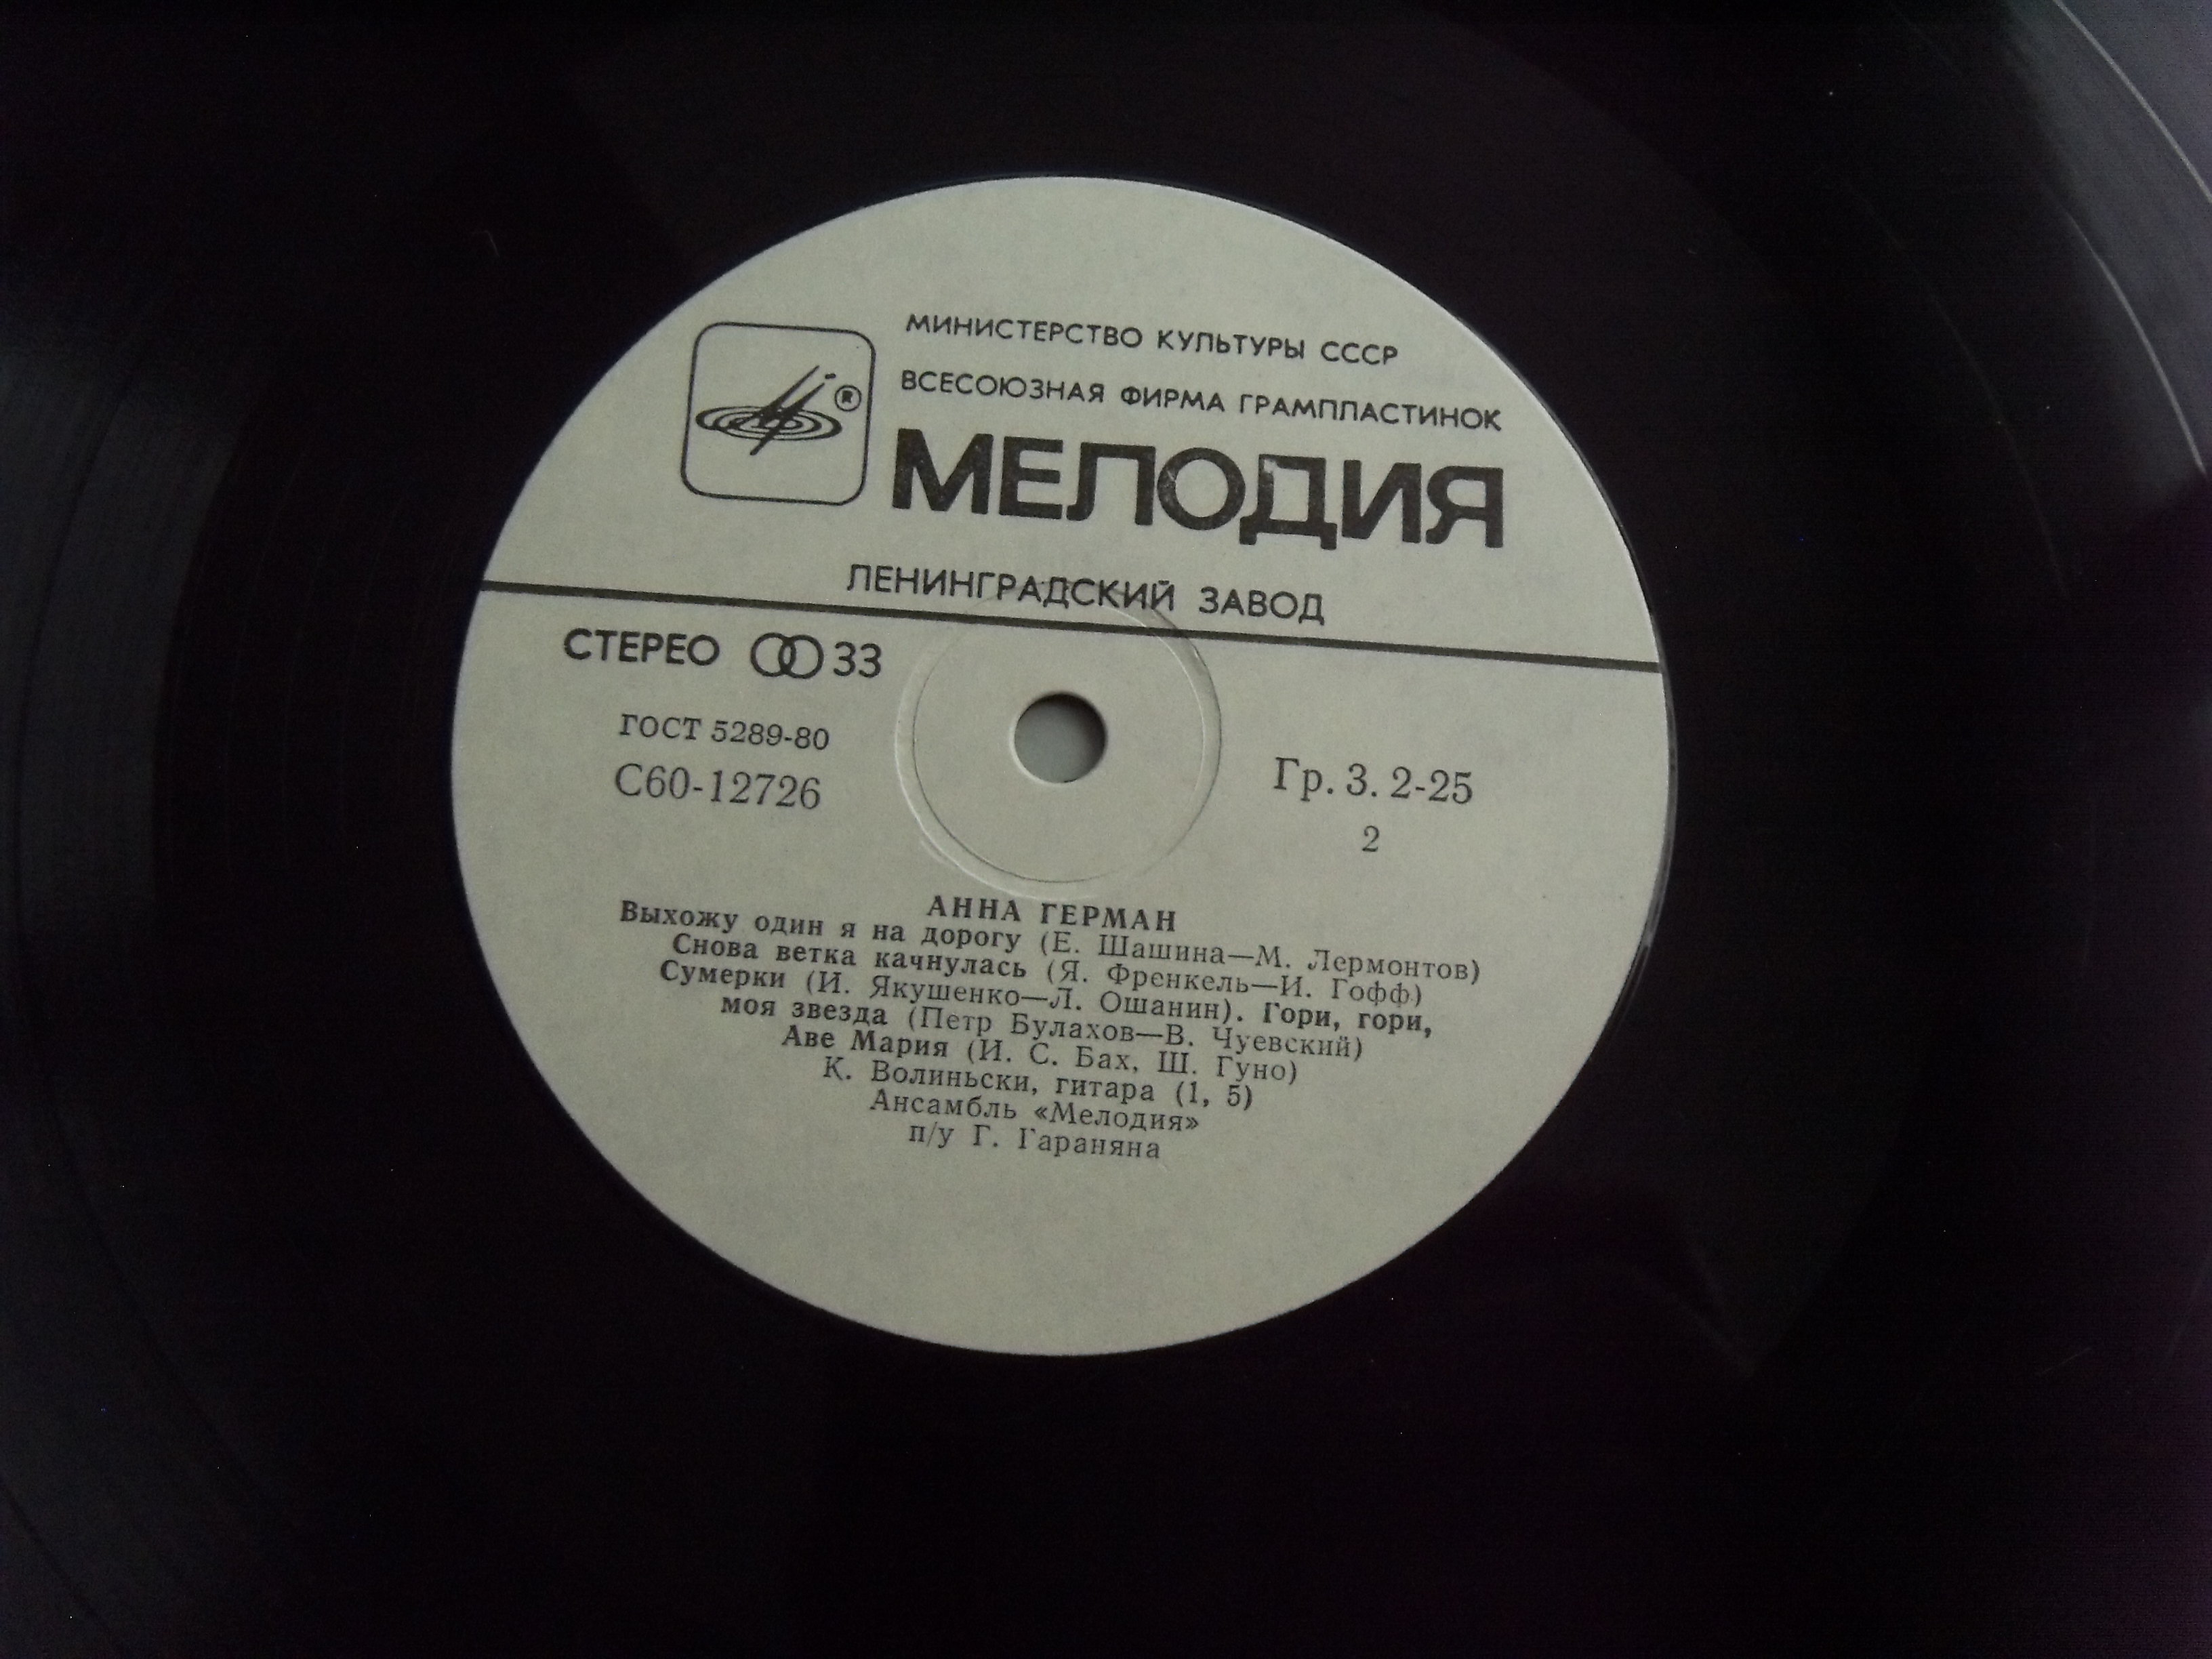 МИНИСТЕРСТВО КУЛЬТУРЫ СССР
ВСЕСОЮЗНАЯ ФИРМА ГРАМПЛАСТИНОК
®
МЕЛОДИЯ
ЛЕНИНГРАДСКИЙ ЗАВОД
СТЕРЕО 33
ГОСТ 5289-80
С60-12726
Гр. 3. 2-25
2
АННА ГЕРМАН
Выхожу один я на дорогу (Е. Шашина—М. Лермонтов)
Снова ветка качнулась (Я. Френкель—И. Гофф)
Сумерки (И. Якушенко—Л. Ошанин). Гори, гори,
моя звезда (Петр Булахов—В. Чуевский)
Аве Мария (И. С. Бах, Ш. Гуно)
К. Волиньски, гитара (1, 5)
Ансамбль «Мелодия»
п/у Г. Гараняна